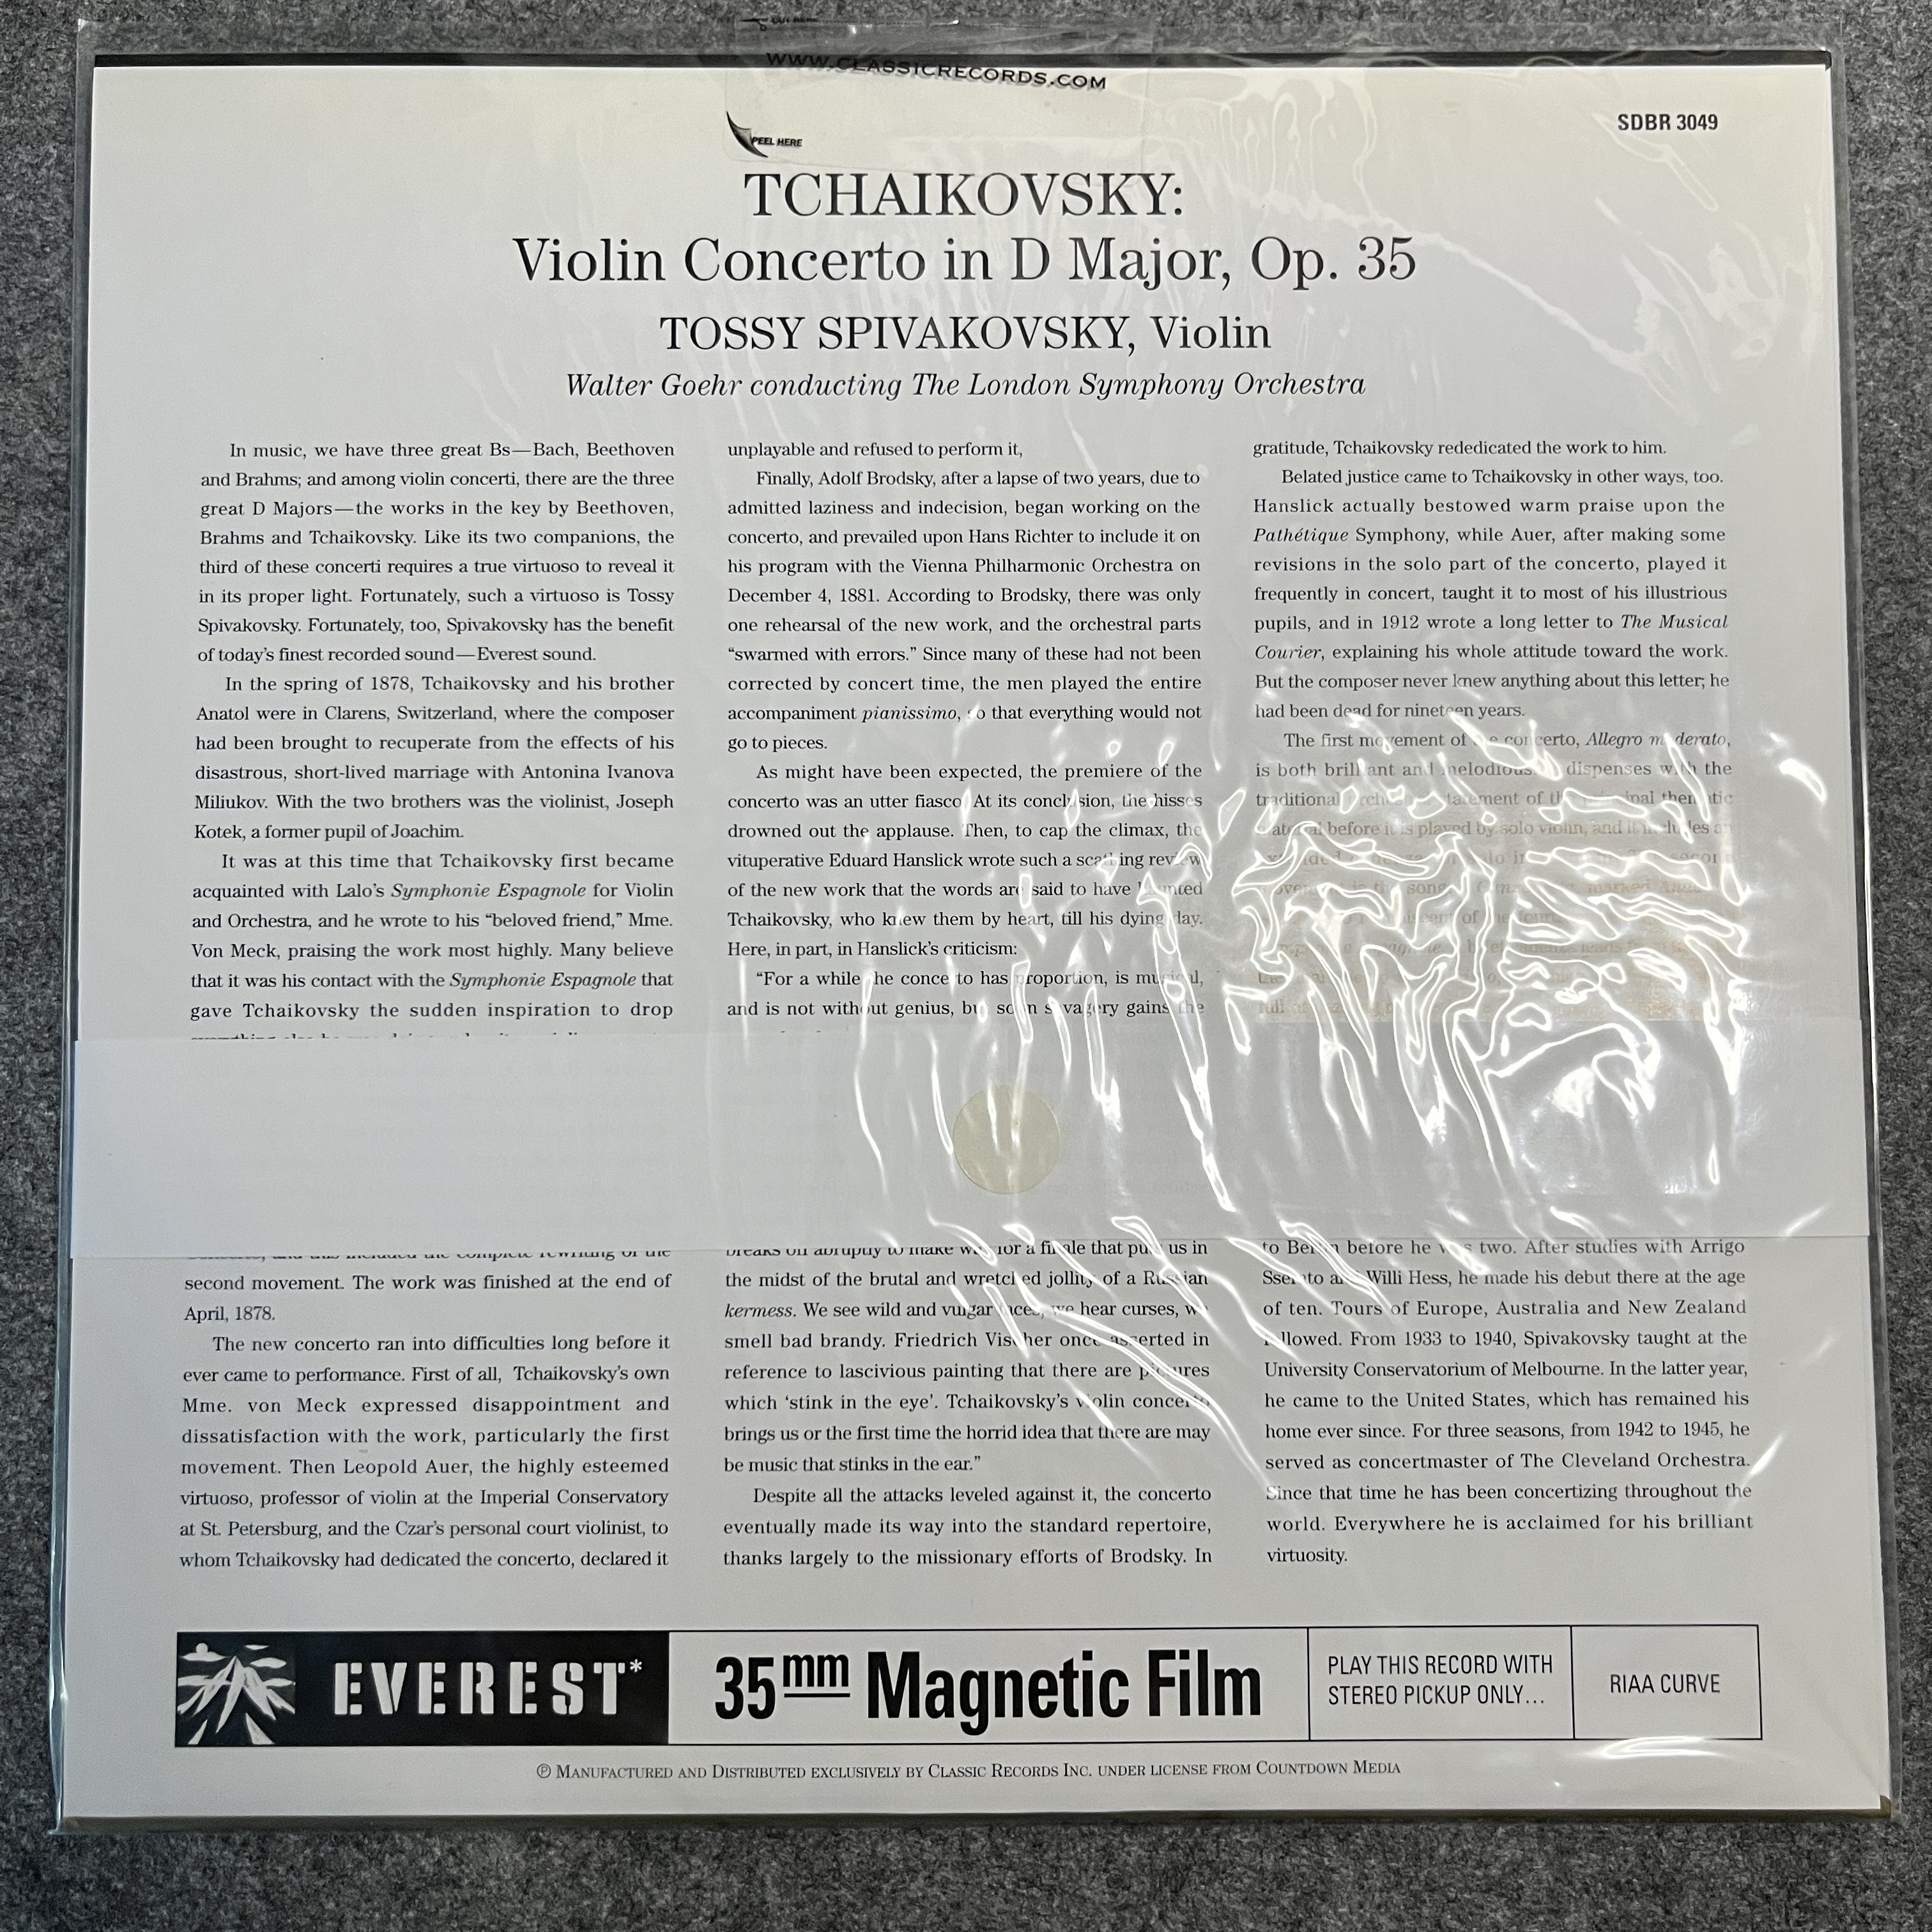 CUT HERE
WWW.CLASSICRECORDS.COM
PEEL HERE
SDBR 3049
TCHAIKOVSKY:
Violin Concerto in D Major, Op. 35
TOSSY SPIVAKOVSKY, Violin
Walter Goehr conducting The London Symphony Orchestra
In music, we have three great Bs—Bach, Beethoven
and Brahms; and among violin concerti, there are the three
great D Majors—the works in the key by Beethoven,
Brahms and Tchaikovsky. Like its two companions, the
third of these concerti requires a true virtuoso to reveal it
in its proper light. Fortunately, such a virtuoso is Tossy
Spivakovsky. Fortunately, too, Spivakovsky has the benefit
of today's finest recorded sound—Everest sound.
In the spring of 1878, Tchaikovsky and his brother
Anatol were in Clarens, Switzerland, where the composer
had been brought to recuperate from the effects of his
disastrous, short-lived marriage with Antonina Ivanova
Miliukov. With the two brothers was the violinist, Joseph
Kotek, a former pupil of Joachim.
It was at this time that Tchaikovsky first became
acquainted with Lalo's Symphonie Espagnole for Violin
and Orchestra, and he wrote to his “beloved friend,” Mme.
Von Meck, praising the work most highly. Many believe
that it was his contact with the Symphonie Espagnole that
gave Tchaikovsky the sudden inspiration to drop
second movement. The work was finished at the end of
April, 1878.
The new concerto ran into difficulties long before it
ever came to performance. First of all, Tchaikovsky's own
Mme. von Meck expressed disappointment and
dissatisfaction with the work, particularly the first
movement. Then Leopold Auer, the highly esteemed
virtuoso, professor of violin at the Imperial Conservatory
at St. Petersburg, and the Czar's personal court violinist, to
whom Tchaikovsky had dedicated the concerto, declared it
unplayable and refused to perform it,
Finally, Adolf Brodsky, after a lapse of two years, due to
admitted laziness and indecision, began working on the
concerto, and prevailed upon Hans Richter to include it on
his program with the Vienna Philharmonic Orchestra on
December 4, 1881. According to Brodsky, there was only
one rehearsal of the new work, and the orchestral parts
“swarmed with errors.” Since many of these had not been
corrected by concert time, the men played the entire
accompaniment pianissimo, so that everything would not
go to pieces.
As might have been expected, the premiere of the
concerto was an utter fiasco. At its conclusion, the hisses
drowned out the applause. Then, to cap the climax, the
vituperative Eduard Hanslick wrote such a scathing review
of the new work that the words are said to have haunted
Tchaikovsky, who knew them by heart, till his dying day.
Here, in part, in Hanslick's criticism:
“For a while the concerto has proportion, is musical,
and is not without genius, but soon savagery gains the
breaks off abruptly to make way for a finale that puts us in
the midst of the brutal and wretched jollity of a Russian
kermess. We see wild and vulgar faces, we hear curses, we
smell bad brandy. Friedrich Vischer once asserted in
reference to lascivious painting that there are pictures
which ‘stink in the eye’. Tchaikovsky's violin concerto
brings us or the first time the horrid idea that there are may
be music that stinks in the ear.”
Despite all the attacks leveled against it, the concerto
eventually made its way into the standard repertoire,
thanks largely to the missionary efforts of Brodsky. In
gratitude, Tchaikovsky rededicated the work to him.
Belated justice came to Tchaikovsky in other ways, too.
Hanslick actually bestowed warm praise upon the
Pathétique Symphony, while Auer, after making some
revisions in the solo part of the concerto, played it
frequently in concert, taught it to most of his illustrious
pupils, and in 1912 wrote a long letter to The Musical
Courier, explaining his whole attitude toward the work.
But the composer never knew anything about this letter; he
had been dead for nineteen years.
The first movement of the concerto, Allegro moderato,
is both brilliant and melodious. dispenses with the
traditional statement of the principal thematic
material before it is played by solo violin, and it includes an
to Berlin before he was two. After studies with Arrigo
Willi Hess, he made his debut there at the age
of ten. Tours of Europe, Australia and New Zealand
followed. From 1933 to 1940, Spivakovsky taught at the
University Conservatorium of Melbourne. In the latter year,
he came to the United States, which has remained his
home ever since. For three seasons, from 1942 to 1945, he
served as concertmaster of The Cleveland Orchestra.
Since that time he has been concertizing throughout the
world. Everywhere he is acclaimed for his brilliant
virtuosity.
EVEREST*
35mm Magnetic Film
PLAY THIS RECORD WITH
STEREO PICKUP ONLY...
RIAA CURVE
℗ Manufactured and Distributed exclusively by Classic Records Inc. under license from Countdown Media